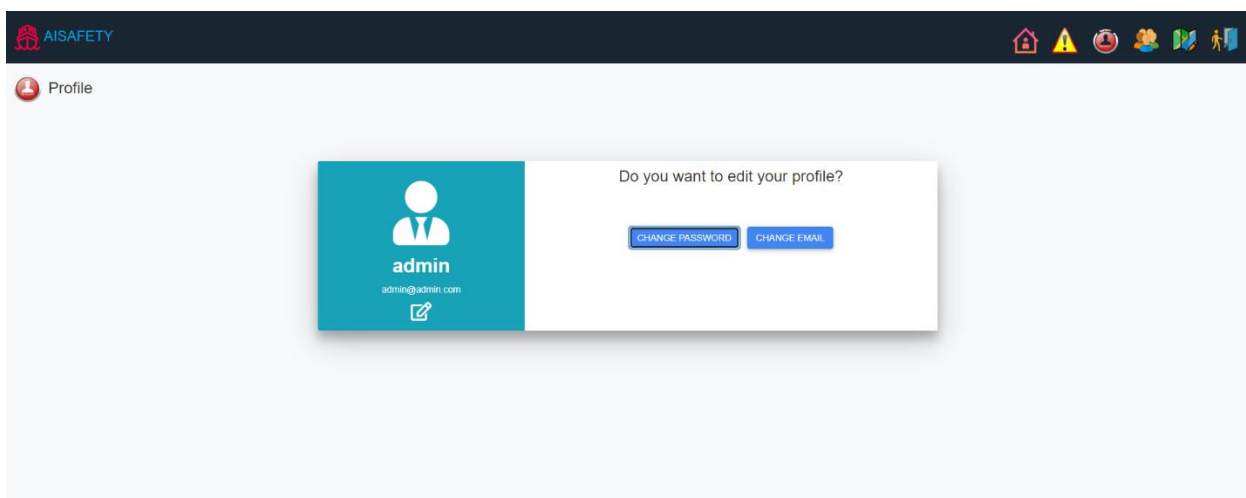 AISAFETY
Profile
Do you want to edit your profile?
CHANGE PASSWORD CHANGE EMAIL
admin
admin@admin.com